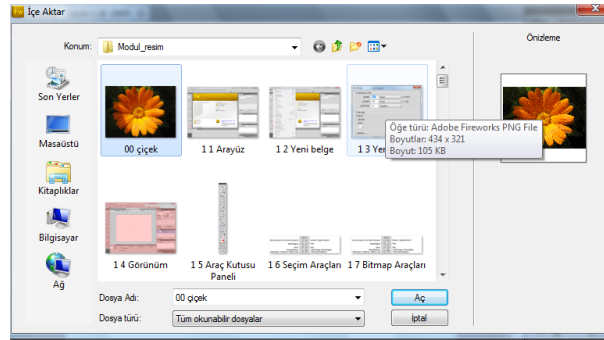 Fw İçe Aktar
Konum: Modul_resim
Önizleme
Son Yerler
Masaüstü
Kitaplıklar
Bilgisayar
Ağ
00 çiçek
1 1 Arayüz
1 2 Yeni belge
1 3 Yer
Öğe türü: Adobe Fireworks PNG File
Boyutlar: 434 x 321
Boyut: 105 KB
1 4 Görünüm
1 5 Araç Kutusu
Paneli
1 6 Seçim Araçları
1 7 Bitmap Araçları
Dosya Adı: 00 çiçek Aç
Dosya türü: Tüm okunabilir dosyalar İptal